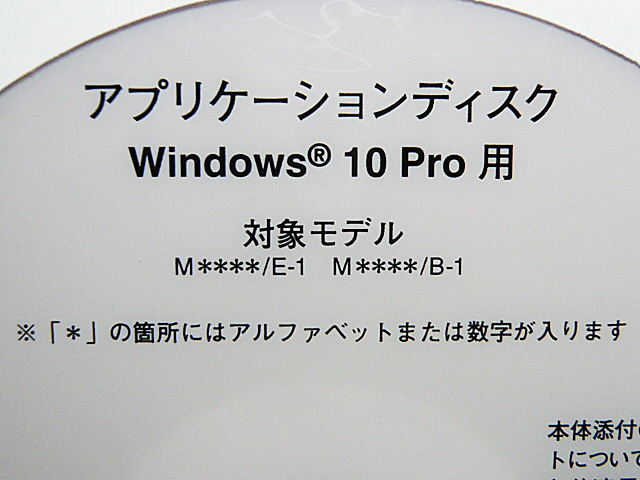 アプリケーションディスク
Windows® 10 Pro 用
対象モデル
M＊＊＊＊/E-1　M＊＊＊＊/B-1
※「＊」の箇所にはアルファベットまたは数字が入ります
本体添付
トについて